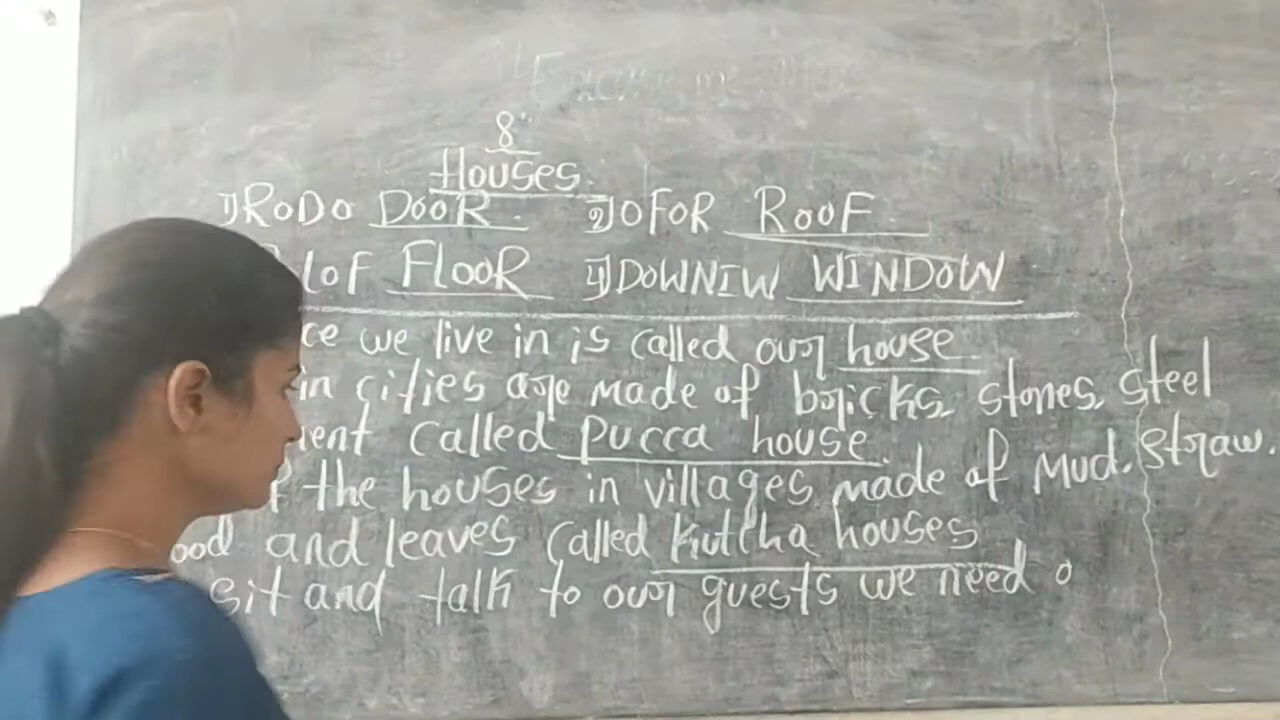 8
Houses
1) RODO DOOR. 2) OFOR ROOF
LOF FLOOR 4) DOWNIW WINDOW
ce we live in is called our house.
in cities are made of bricks, stones, steel
ent called pucca house.
f the houses in villages made of Mud, straw.
ood and leaves called kutcha houses
sit and talk to our guests we need